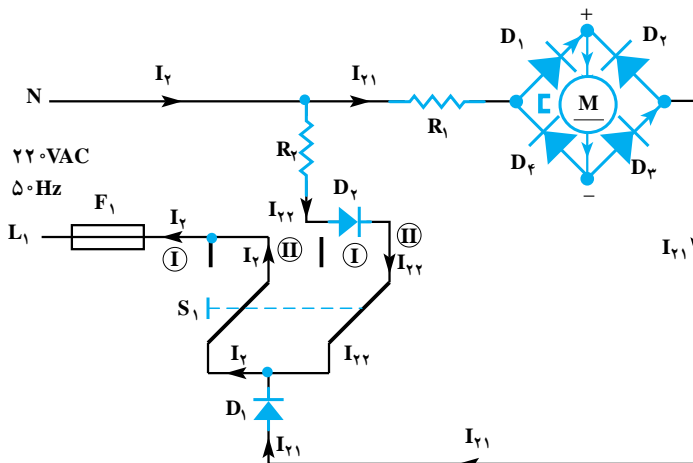 +
D۱ D۲
I۲ I۲۱
N
M
R۱
R۲
۲۲۰VAC
D۴ D۳
۵۰Hz
D۲
−
F۱
I۲۲
L۱ I۲ I II I II
I۲ I۲۲
I۲۱
S۱
I۲ I۲۲
D۱
I۲۱ I۲۱